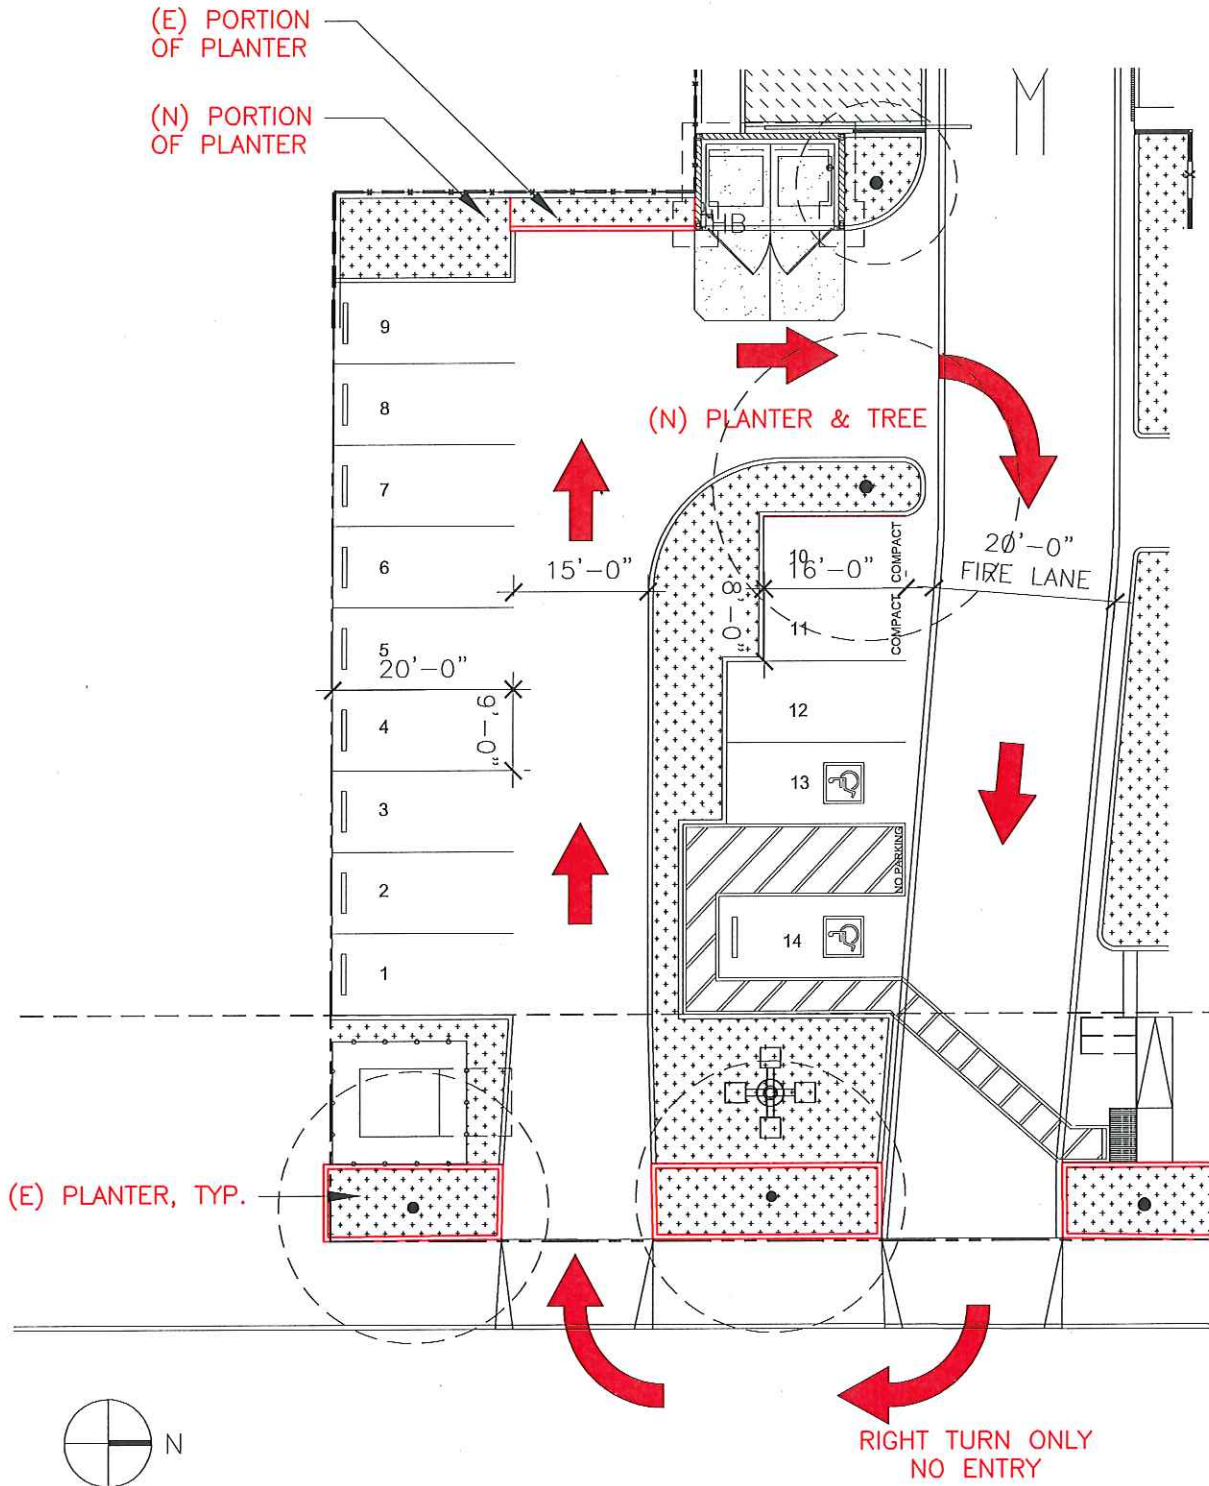 (E) PORTION
OF PLANTER
(N) PORTION
OF PLANTER
HB
9
8
(N) PLANTER & TREE
7
6
15'-0"
10
16'-0"
COMPACT
20'-0"
FIRE LANE
8'-0"
11
COMPACT
5
20'-0"
9'-0"
4
12
13
3
NO PARKING
2
14
1
(E) PLANTER, TYP.
N
RIGHT TURN ONLY
NO ENTRY